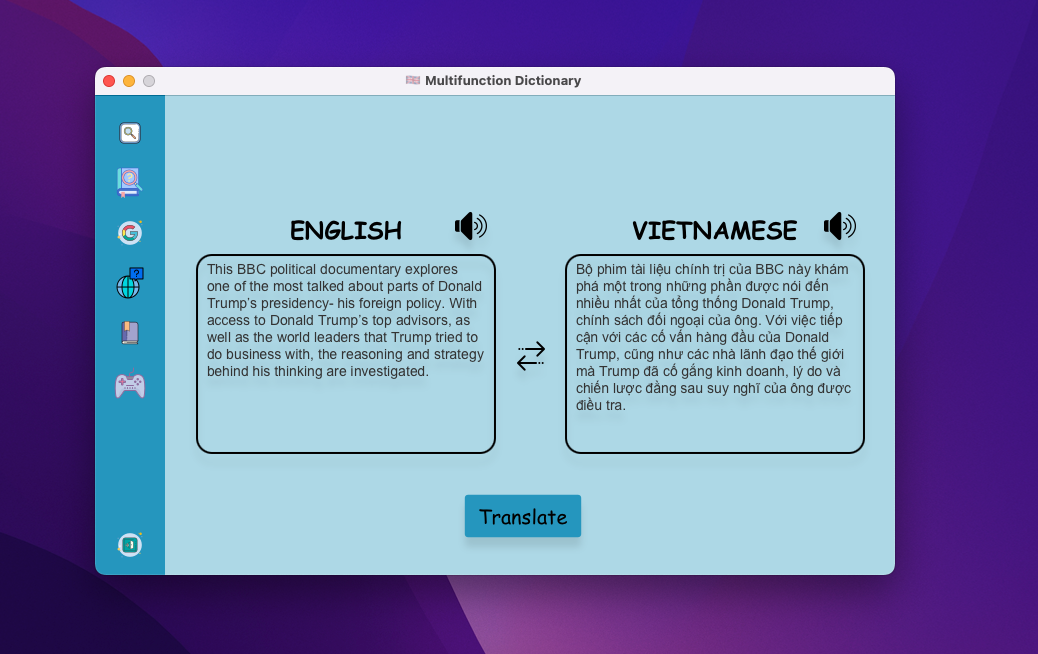 Multifunction Dictionary
ENGLISH
This BBC political documentary explores
one of the most talked about parts of Donald
Trump's presidency- his foreign policy. With
access to Donald Trump's top advisors, as
well as the world leaders that Trump tried to
do business with, the reasoning and strategy
behind his thinking are investigated.
VIETNAMESE
Bộ phim tài liệu chính trị của BBC này khám
phá một trong những phần được nói đến
nhiều nhất của tổng thống Donald Trump,
chính sách đối ngoại của ông. Với việc tiếp
cận với các cố vấn hàng đầu của Donald
Trump, cũng như các nhà lãnh đạo thế giới
mà Trump đã cố gắng kinh doanh, lý do và
chiến lược đằng sau suy nghĩ của ông được
điều tra.
Translate